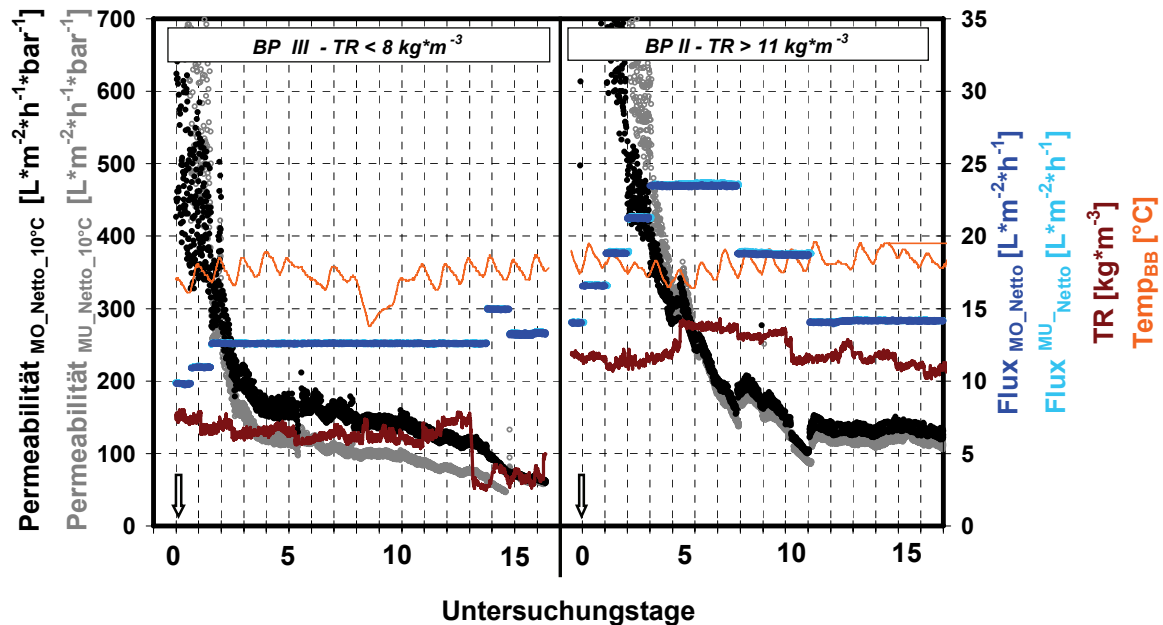 BP III - TR < 8 kg*m-3
BP II - TR > 11 kg*m-3
700
600
500
400
300
200
100
0
35
30
25
20
15
10
5
0
0 5 10 15
0 5 10 15
Untersuchungstage
Permeabilität MO_Netto_10°C [L*m-2*h-1*bar-1]
Permeabilität MU_Netto_10°C [L*m-2*h-1*bar-1]
Flux MO_Netto [L*m-2*h-1]
Flux MU_Netto [L*m-2*h-1]
TR [kg*m-3]
TempBB [°C]